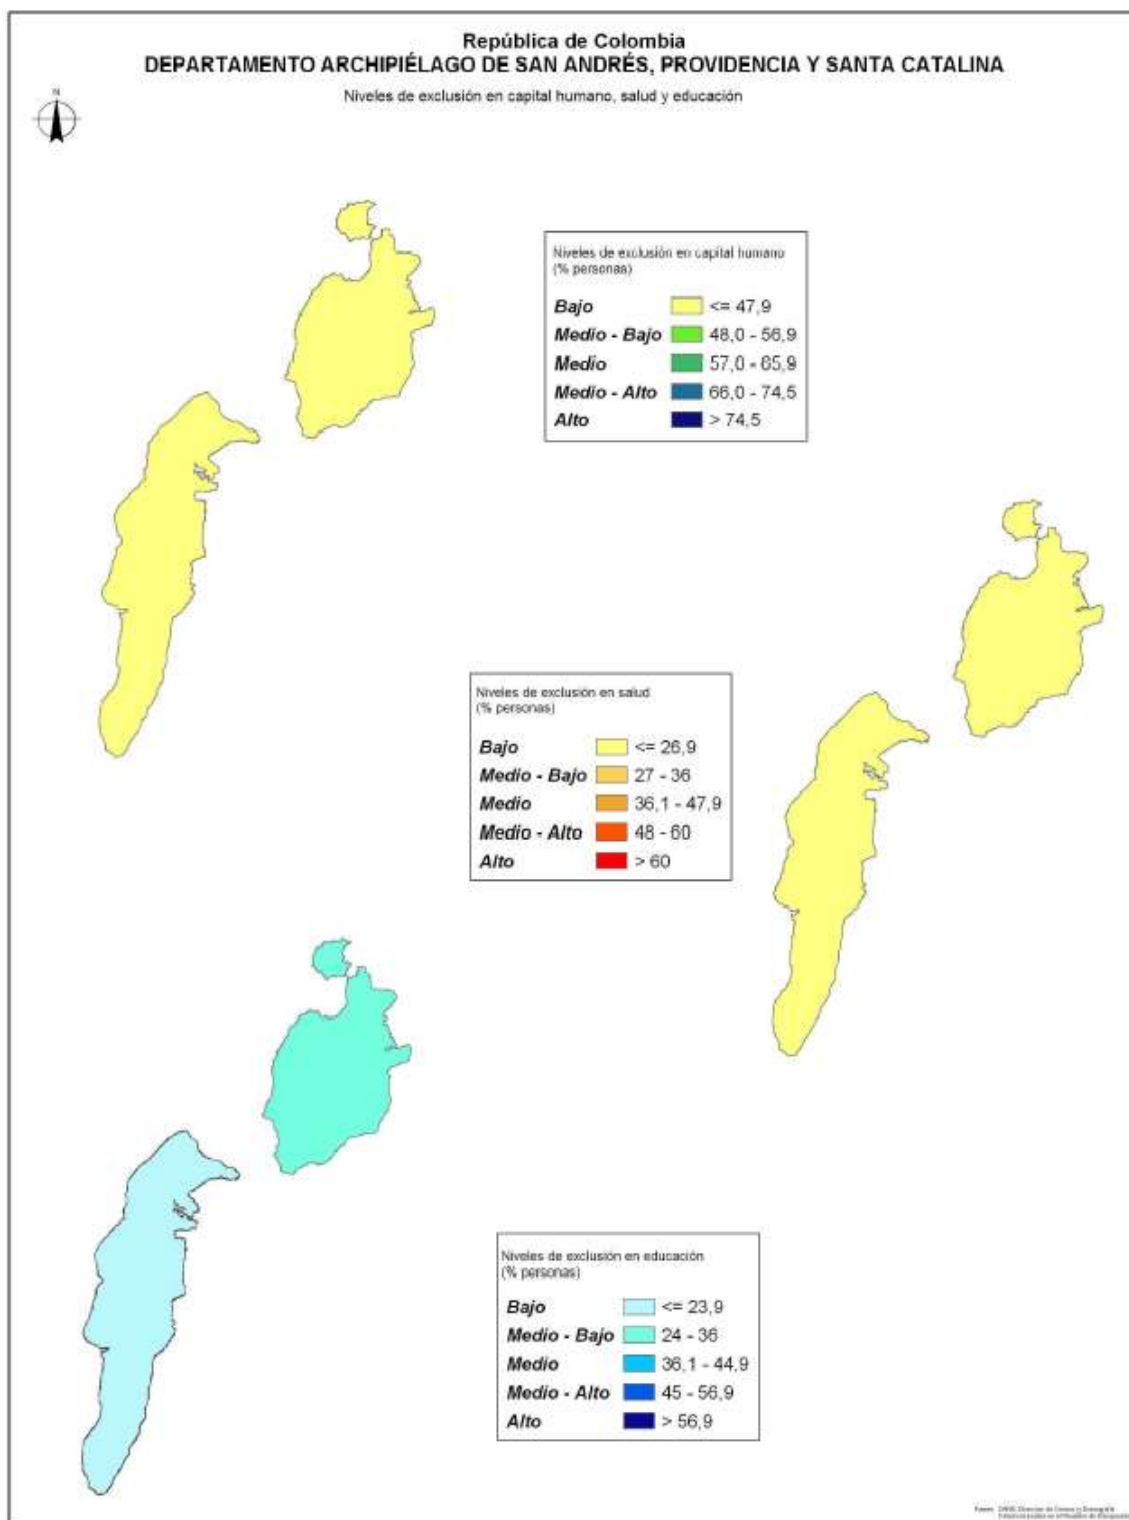 República de Colombia
DEPARTAMENTO ARCHIPIÉLAGO DE SAN ANDRÉS, PROVIDENCIA Y SANTA CATALINA
Niveles de exclusión en capital humano, salud y educación
N
Niveles de exclusión en capital humano
(% personas)
Bajo <= 47,9
Medio - Bajo 48,0 - 56,9
Medio 57,0 - 65,9
Medio - Alto 66,0 - 74,5
Alto > 74,5
Niveles de exclusión en salud
(% personas)
Bajo <= 26,9
Medio - Bajo 27 - 36
Medio 36,1 - 47,9
Medio - Alto 48 - 60
Alto > 60
Niveles de exclusión en educación
(% personas)
Bajo <= 23,9
Medio - Bajo 24 - 36
Medio 36,1 - 44,9
Medio - Alto 45 - 56,9
Alto > 56,9